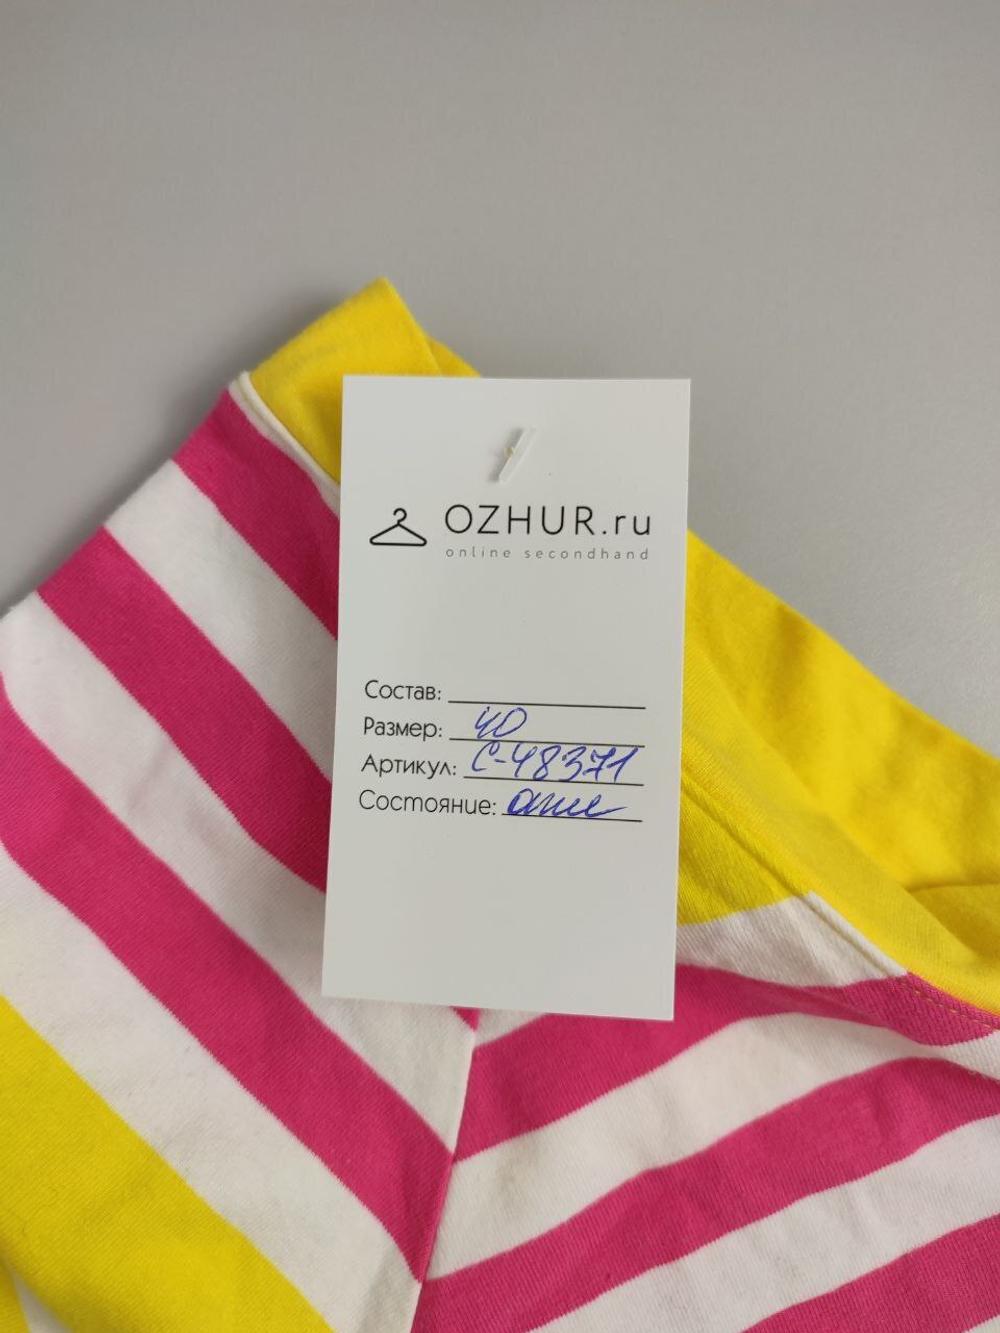 OZHUR.ru
online secondhand
Состав:
Размер: 40
Артикул: С-48371
Состояние: отл